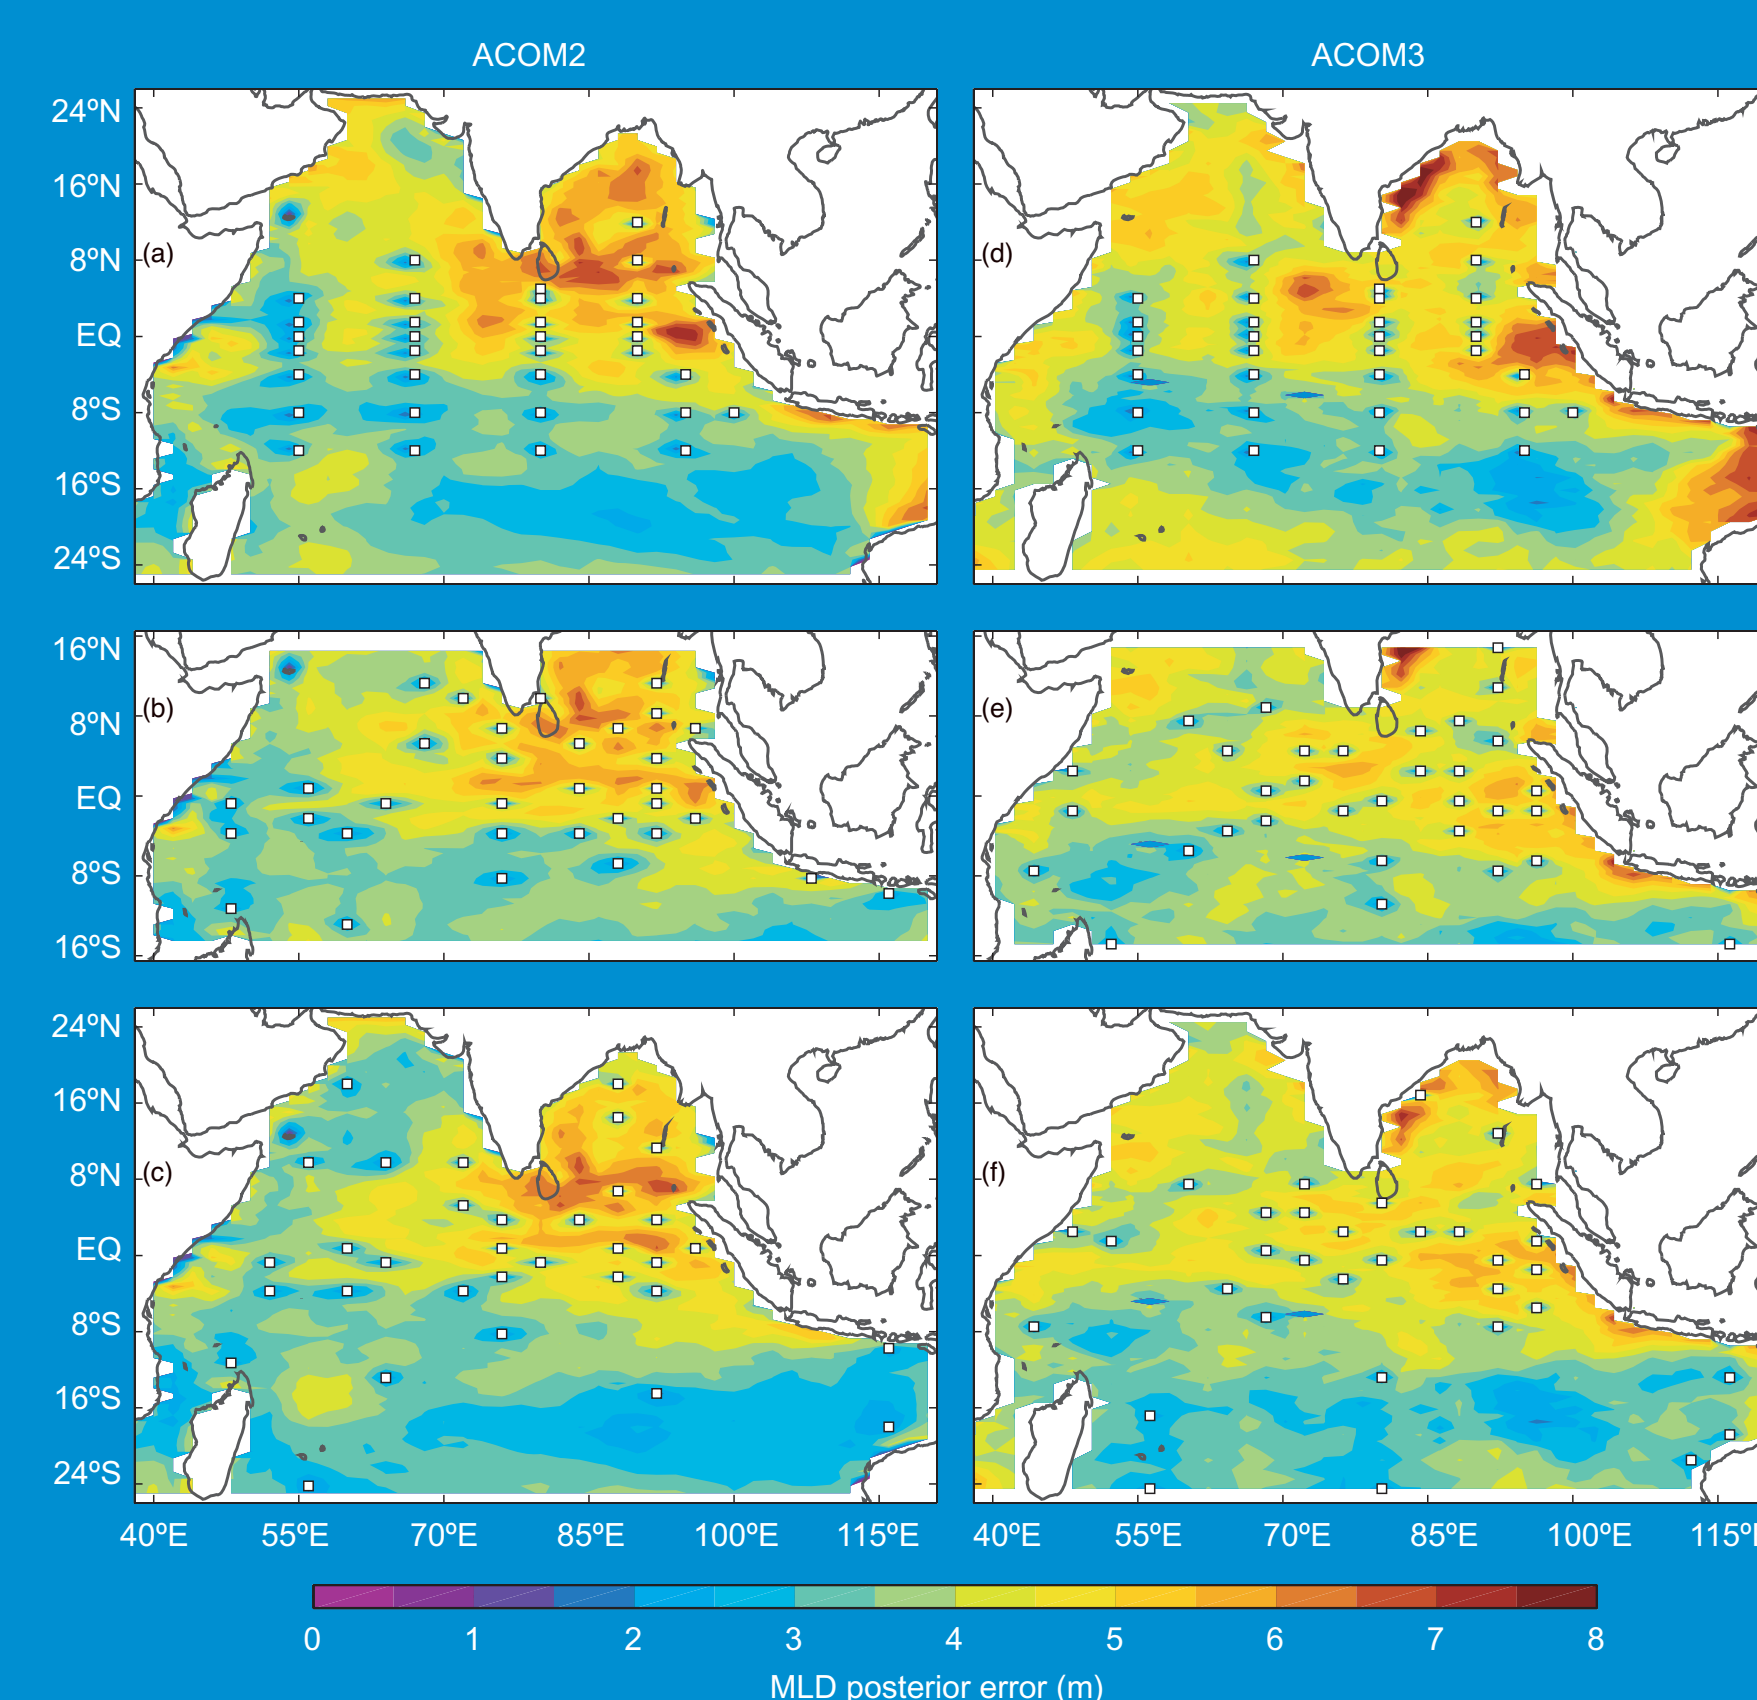 ACOM2 ACOM3
24ºN
16ºN
(a) (d)
8ºN
EQ
8ºS
16ºS
24ºS
16ºN
(b) (e)
8ºN
EQ
8ºS
16ºS
24ºN
16ºN
(c) (f)
8ºN
EQ
8ºS
16ºS
24ºS
40ºE 55ºE 70ºE 85ºE 100ºE 115ºE 40ºE 55ºE 70ºE 85ºE 100ºE 115º
0 1 2 3 4 5 6 7 8
MLD posterior error (m)